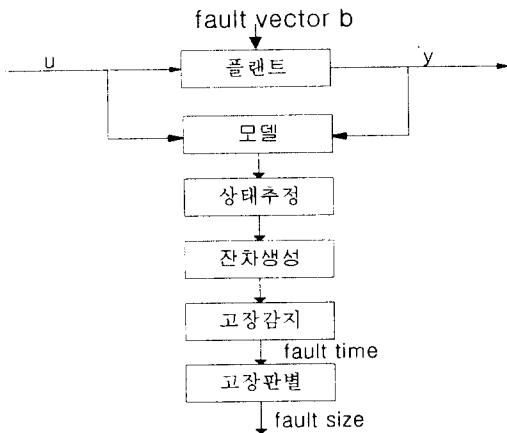 fault vector b
u
플랜트
y
모델
상태추정
잔차생성
고장감지
fault time
고장판별
fault size